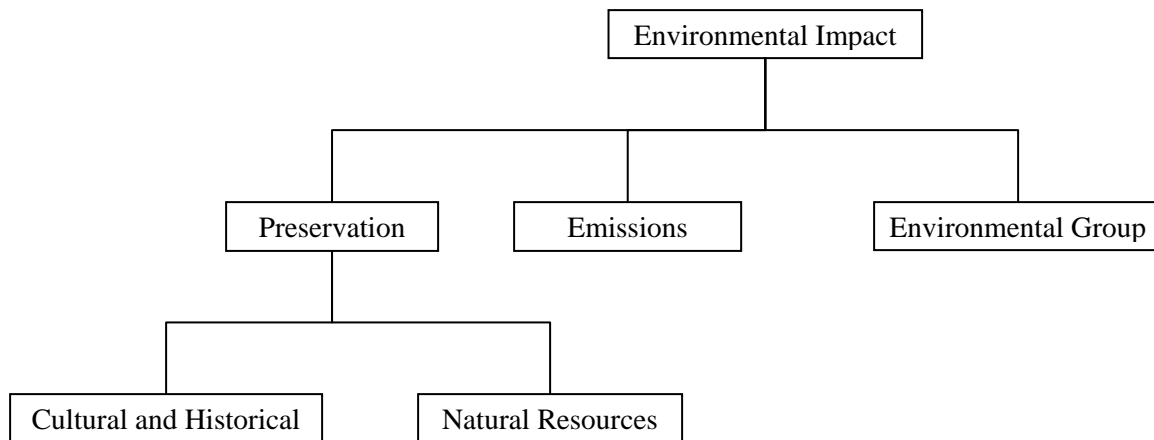 Environmental Impact
Preservation
Emissions
Environmental Group
Cultural and Historical
Natural Resources